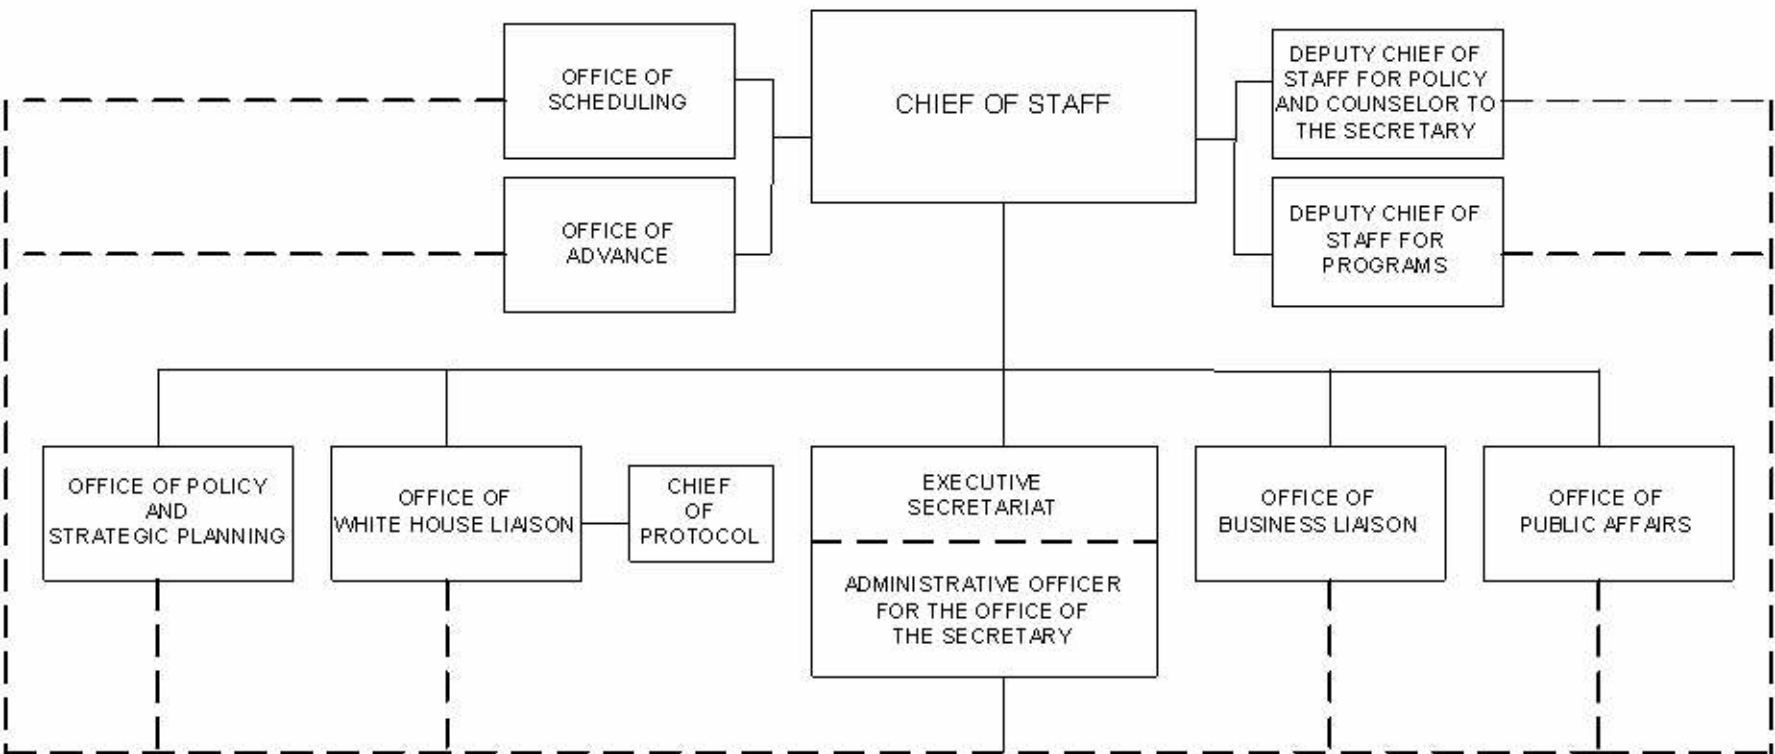 OFFICE OF
SCHEDULING
CHIEF OF STAFF
DEPUTY CHIEF OF
STAFF FOR POLICY
AND COUNSELOR TO
THE SECRETARY
OFFICE OF
ADVANCE
DEPUTY CHIEF OF
STAFF FOR
PROGRAMS
OFFICE OF POLICY
AND
STRATEGIC PLANNING
OFFICE OF
WHITE HOUSE LIAISON
CHIEF
OF
PROTOCOL
EXECUTIVE
SECRETARIAT
ADMINISTRATIVE OFFICER
FOR THE OFFICE OF
THE SECRETARY
OFFICE OF
BUSINESS LIAISON
OFFICE OF
PUBLIC AFFAIRS